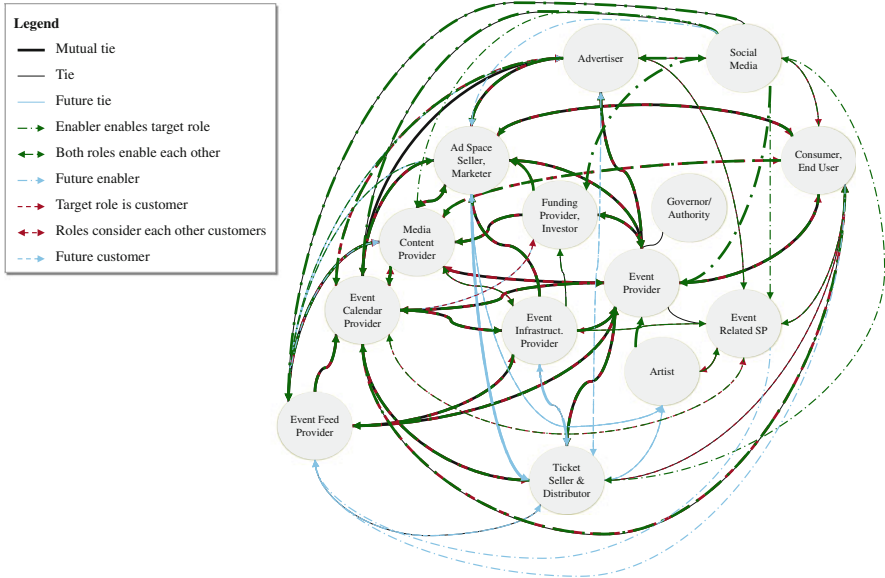 Legend
Mutual tie
Tie
Future tie
Enabler enables target role
Both roles enable each other
Future enabler
Target role is customer
Roles consider each other customers
Future customer
Advertiser
Social
Media
Ad Space
Seller,
Marketer
Consumer,
End User
Funding
Provider,
Investor
Governor/
Authority
Media
Content
Provider
Event
Provider
Event
Calendar
Provider
Event
Infrastruct.
Provider
Event
Related SP
Artist
Event Feed
Provider
Ticket
Seller &
Distributor